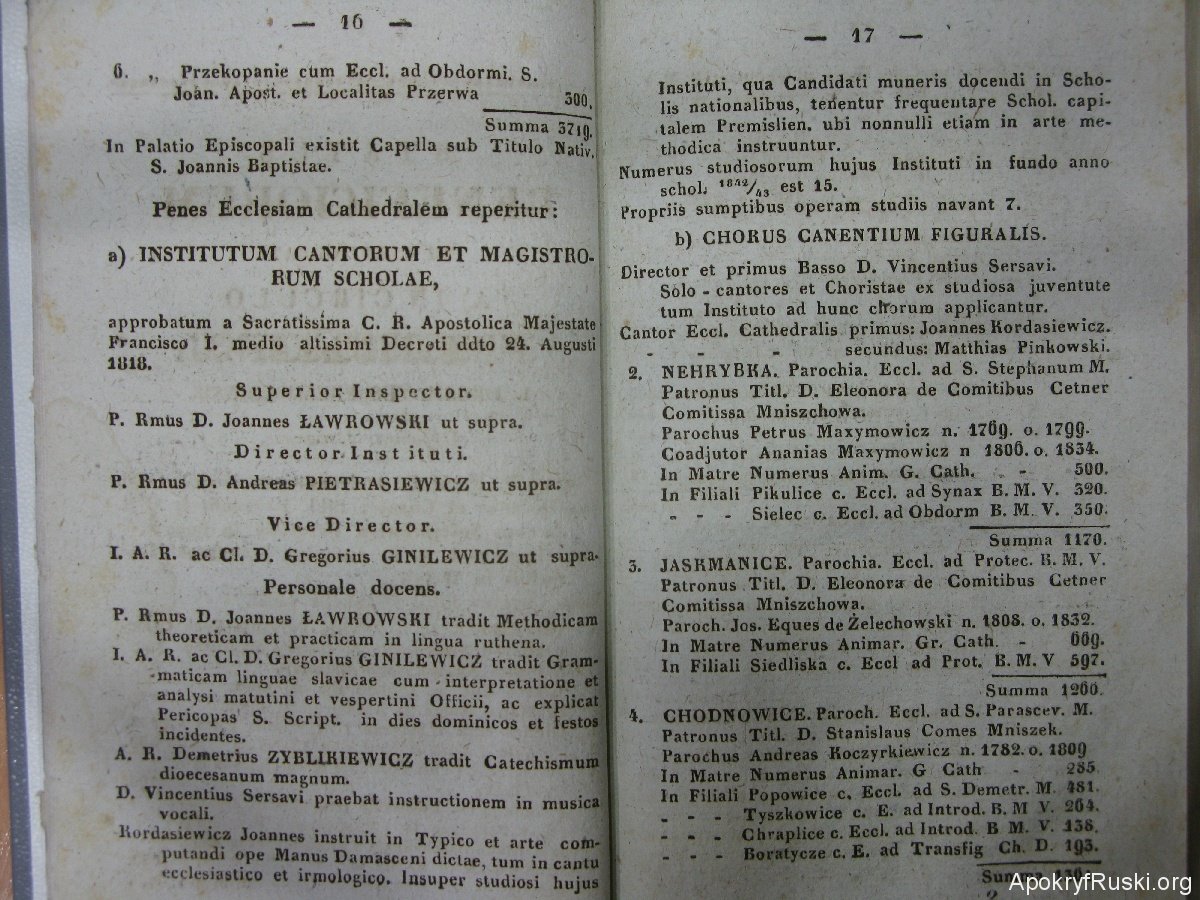 — 16 —
6. „ Przekopanie cum Eccl. ad Obdormi. S.
Joan. Apost. et Localitas Przerwa 300.
Summa 3719.
In Palatio Episcopali existit Capella sub Titulo Nativ.
S. Joannis Baptistae.
Penes Ecclesiam Cathedralem reperitur:
a) INSTITUTUM CANTORUM ET MAGISTRO-
RUM SCHOLAE,
approbatum a Sacratissima C. R. Apostolica Majestate
Francisco I. medio altissimi Decreti ddto 24. Augusti
1818.
Superior Inspector.
P. Rmus D. Joannes ŁAWROWSKI ut supra.
Director Instituti.
P. Rmus D. Andreas PIETRASIEWICZ ut supra.
Vice Director.
I. A. R. ac Cl. D. Gregorius GINILEWICZ ut supra.
Personale docens.
P. Rmus D. Joannes ŁAWROWSKI tradit Methodicam
theoreticam et practicam in lingua ruthena.
I. A. R. ac Cl. D. Gregorius GINILEWICZ tradit Gram-
maticam linguae slavicae cum interpretatione et
analysi matutini et vespertini Officii, ac explicat
Pericopas S. Script. in dies dominicos et festos
incidentes.
A. R. Demetrius ZYBLIKIEWICZ tradit Catechismum
dioecesanum magnum.
D. Vincentius Sersavi praebat instructionem in musica
vocali.
Kordasiewicz Joannes instruit in Typico et arte com-
putandi ope Manus Damasceni dictae, tum in cantu
ecclesiastico et irmologico. Insuper studiosi hujus
— 17 —
Instituti, qua Candidati muneris docendi in Scho-
lis nationalibus, tenentur frequentare Schol. capi-
talem Premislien. ubi nonnulli etiam in arte me-
thodica instruuntur.
Numerus studiosorum hujus Instituti in fundo anno
schol. 1842/43 est 15.
Propriis sumptibus operam studiis navant 7.
b) CHORUS CANENTIUM FIGURALIS.
Director et primus Basso D. Vincentius Sersavi.
Solo-cantores et Choristae ex studiosa juventute
tum Instituto ad hunc chorum applicantur.
Cantor Eccl. Cathedralis primus: Joannes Kordasiewicz.
- - - secundus: Matthias Pinkowski.
2. NEHRYBKA. Parochia. Eccl. ad S. Stephanum M.
Patronus Titl. D. Eleonora de Comitibus Cetner
Comitissa Mniszchowa.
Parochus Petrus Maxymowicz n. 1769. o. 1799.
Coadjutor Ananias Maxymowicz n 1806. o. 1834.
In Matre Numerus Anim. G. Cath. - 500.
In Filiali Pikulice c. Eccl. ad Synax B. M. V. 320.
- - - Sielec c. Eccl. ad Obdorm B. M. V. 350.
Summa 1170.
3. JASKMANICE. Parochia. Eccl. ad Protec. B. M. V.
Patronus Titl. D. Eleonora de Comitibus Cetner
Comitissa Mniszchowa.
Paroch. Jos. Eques de Želechowski n. 1808. o. 1832.
In Matre Numerus Animar. Gr. Cath. - 669.
In Filiali Siedliska c. Eccl ad Prot. B. M. V 597.
Summa 1266.
4. CHODNOWICE. Paroch. Eccl. ad S. Parascev. M.
Patronus Titl. D. Stanislaus Comes Mniszek.
Parochus Andreas Koczyrkiewicz n. 1782. o. 1809
In Matre Numerus Animar. G Cath - 285.
In Filiali Popowice c. Eccl. ad S. Demetr. M. 481.
- - - Tyszkowice c. E. ad Introd. B. M V. 264.
- - - Chraplice c. Eccl. ad Introd. B M. V. 138.
- - - Boratycze c. E. ad Transfig Ch. D. 193.
Summa
ApokryfRuski.org